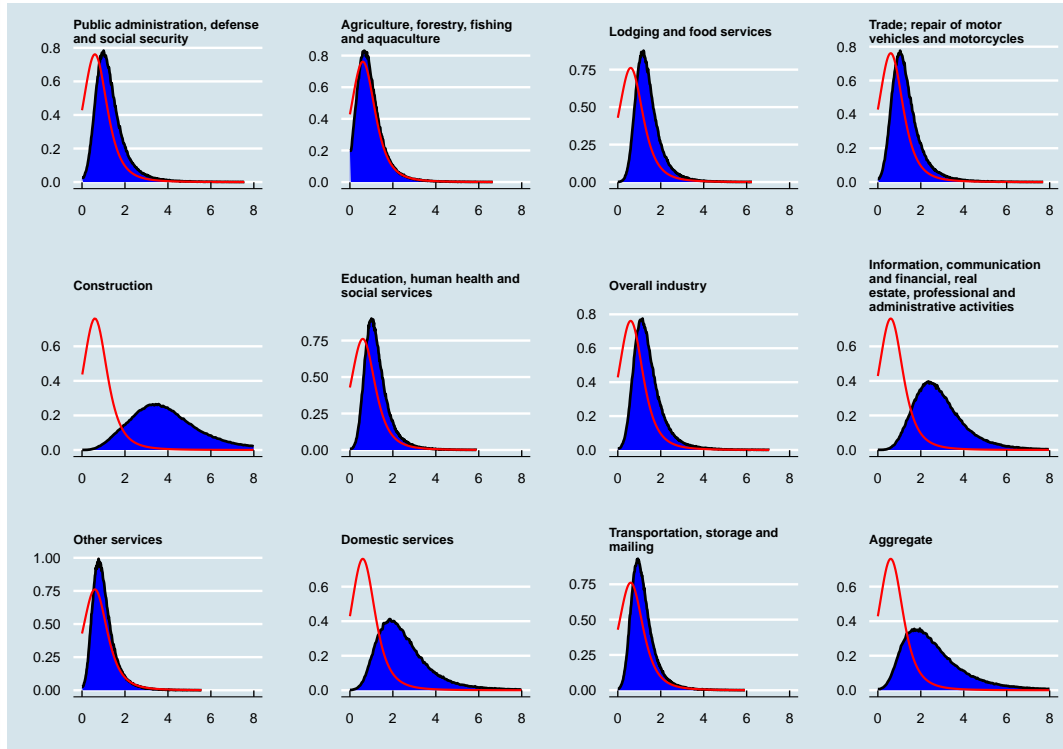 Public administration, defense
and social security
0.8
0.6
0.4
0.2
0.0
0 2 4 6 8
Agriculture, forestry, fishing
and aquaculture
0.8
0.6
0.4
0.2
0.0
0 2 4 6 8
Lodging and food services
0.75
0.50
0.25
0.00
0 2 4 6 8
Trade; repair of motor
vehicles and motorcycles
0.8
0.6
0.4
0.2
0.0
0 2 4 6 8
Construction
0.6
0.4
0.2
0.0
0 2 4 6 8
Education, human health and
social services
0.75
0.50
0.25
0.00
0 2 4 6 8
Overall industry
0.8
0.6
0.4
0.2
0.0
0 2 4 6 8
Information, communication
and financial, real
estate, professional and
administrative activities
0.6
0.4
0.2
0.0
0 2 4 6 8
Other services
1.00
0.75
0.50
0.25
0.00
0 2 4 6 8
Domestic services
0.6
0.4
0.2
0.0
0 2 4 6 8
Transportation, storage and
mailing
0.75
0.50
0.25
0.00
0 2 4 6 8
Aggregate
0.6
0.4
0.2
0.0
0 2 4 6 8